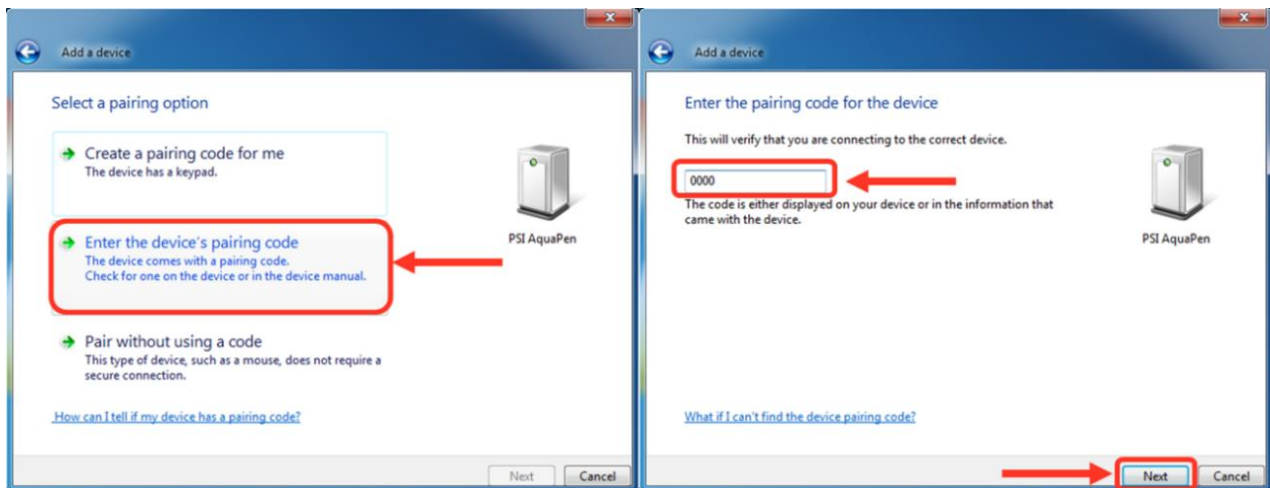 Add a device
Select a pairing option
Create a pairing code for me
The device has a keypad.
Enter the device's pairing code
The device comes with a pairing code.
Check for one on the device or in the device manual.
Pair without using a code
This type of device, such as a mouse, does not require a
secure connection.
How can I tell if my device has a pairing code?
PSI AquaPen
Next
Cancel
Add a device
Enter the pairing code for the device
This will verify that you are connecting to the correct device.
0000
The code is either displayed on your device or in the information that
came with the device.
PSI AquaPen
What if I can't find the device pairing code?
Next
Cancel